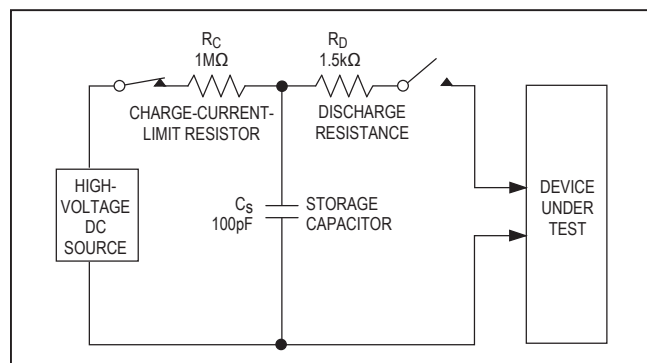 RC
1MΩ
CHARGE-CURRENT-
LIMIT RESISTOR
RD
1.5kΩ
DISCHARGE
RESISTANCE
HIGH-
VOLTAGE
DC
SOURCE
CS
100pF
STORAGE
CAPACITOR
DEVICE
UNDER
TEST